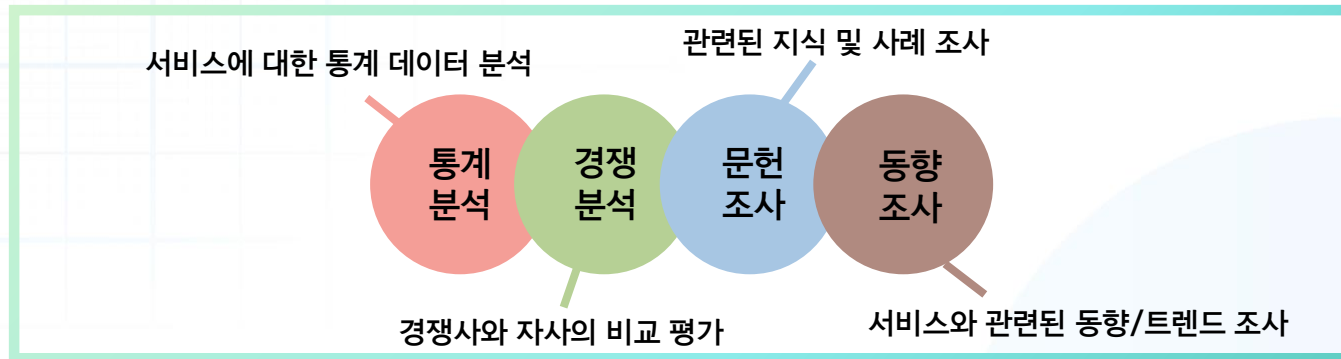 관련된 지식 및 사례 조사
서비스에 대한 통계 데이터 분석
통계
분석
경쟁
분석
문헌
조사
동향
조사
경쟁사와 자사의 비교 평가
서비스와 관련된 동향/트렌드 조사